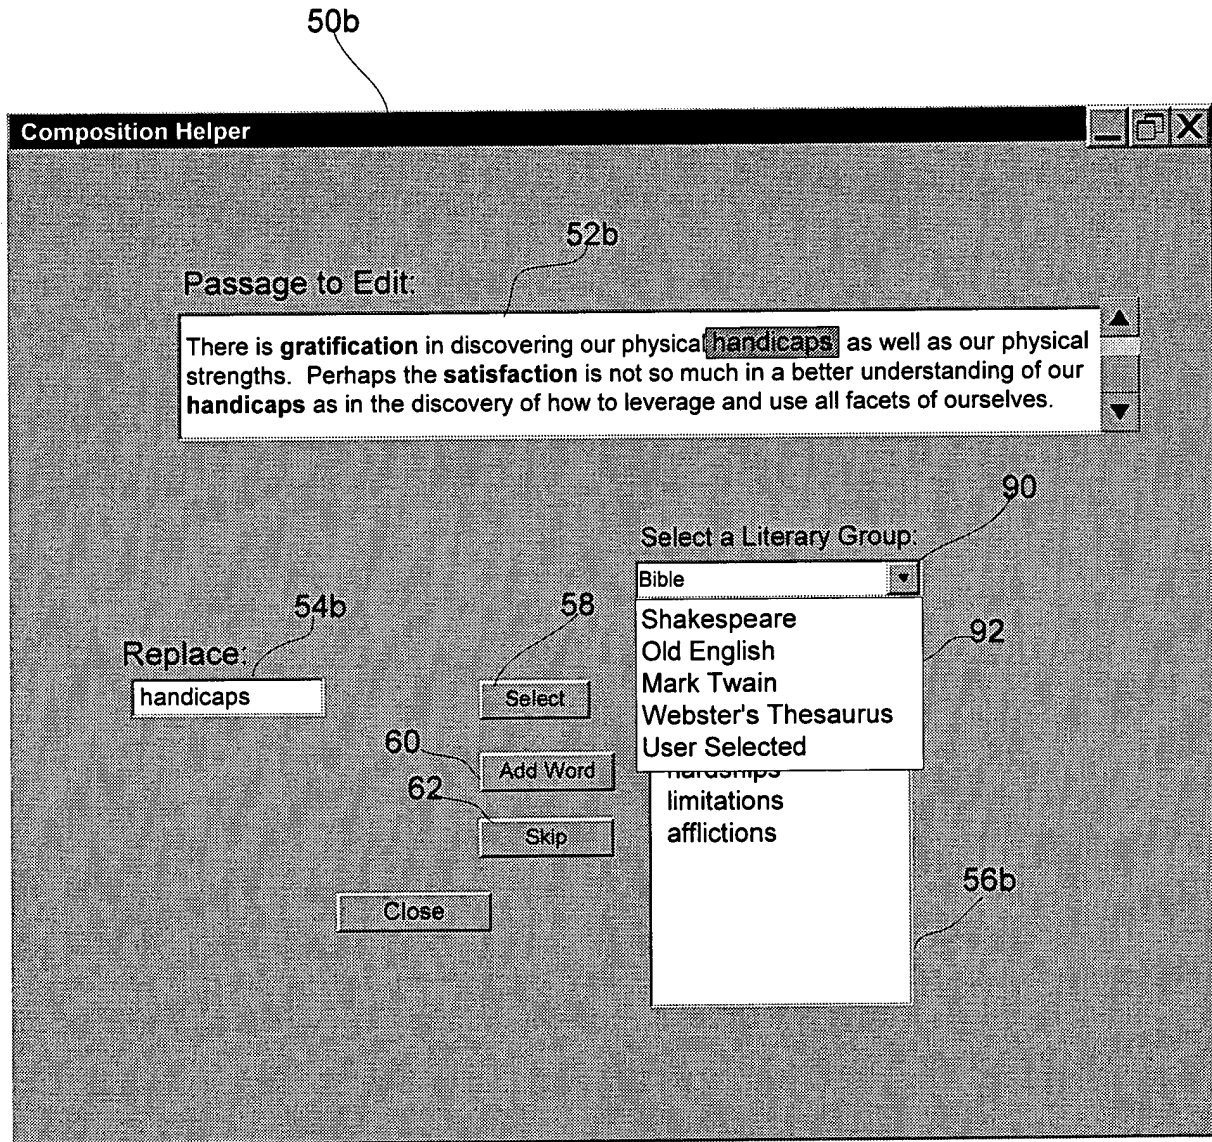 50b
Composition Helper
52b
Passage to Edit:
There is gratification in discovering our physical handicaps as well as our physical
strengths. Perhaps the satisfaction is not so much in a better understanding of our
handicaps as in the discovery of how to leverage and use all facets of ourselves.
90
Select a Literary Group:
Bible
54b
58
Shakespeare
92
Old English
Replace:
Mark Twain
handicaps
Select
Webster's Thesaurus
60
User Selected
Add Word
hardships
62
limitations
Skip
afflictions
56b
Close